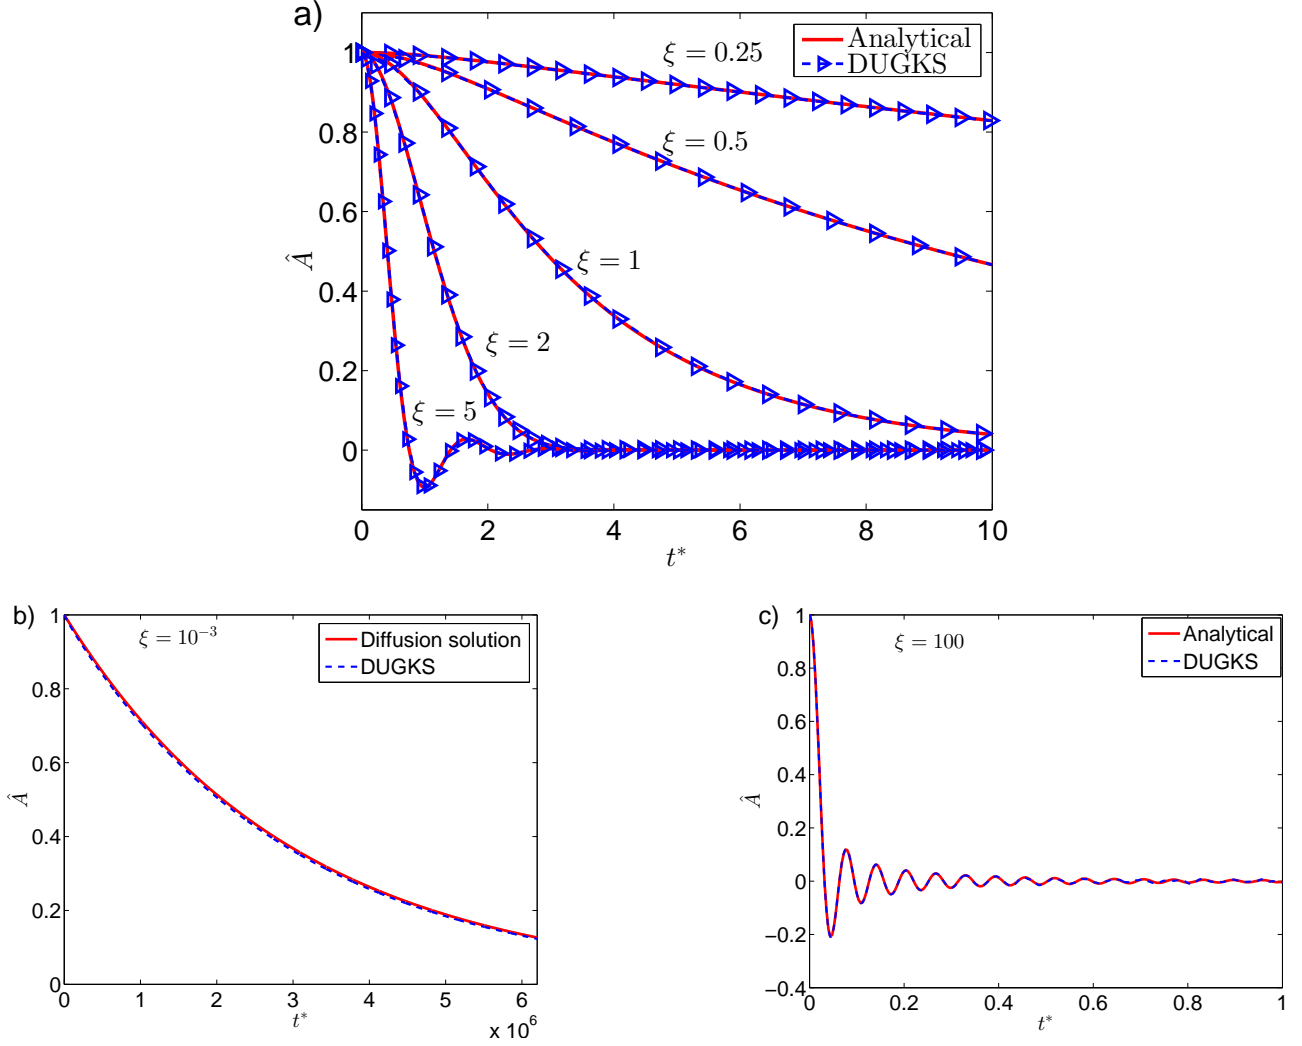 a)
ξ = 0.25
Analytical
DUGKS
ξ = 0.5
ξ = 1
ξ = 2
ξ = 5
1
0.8
0.6
0.4
0.2
0
Â
0 2 4 6 8 10
t*
b)
ξ = 10⁻³
Diffusion solution
DUGKS
1
0.8
0.6
0.4
0.2
0
Â
0 1 2 3 4 5 6
t*
x 10⁶
c)
ξ = 100
Analytical
DUGKS
1
0.8
0.6
0.4
0.2
0
−0.2
−0.4
Â
0 0.2 0.4 0.6 0.8 1
t*